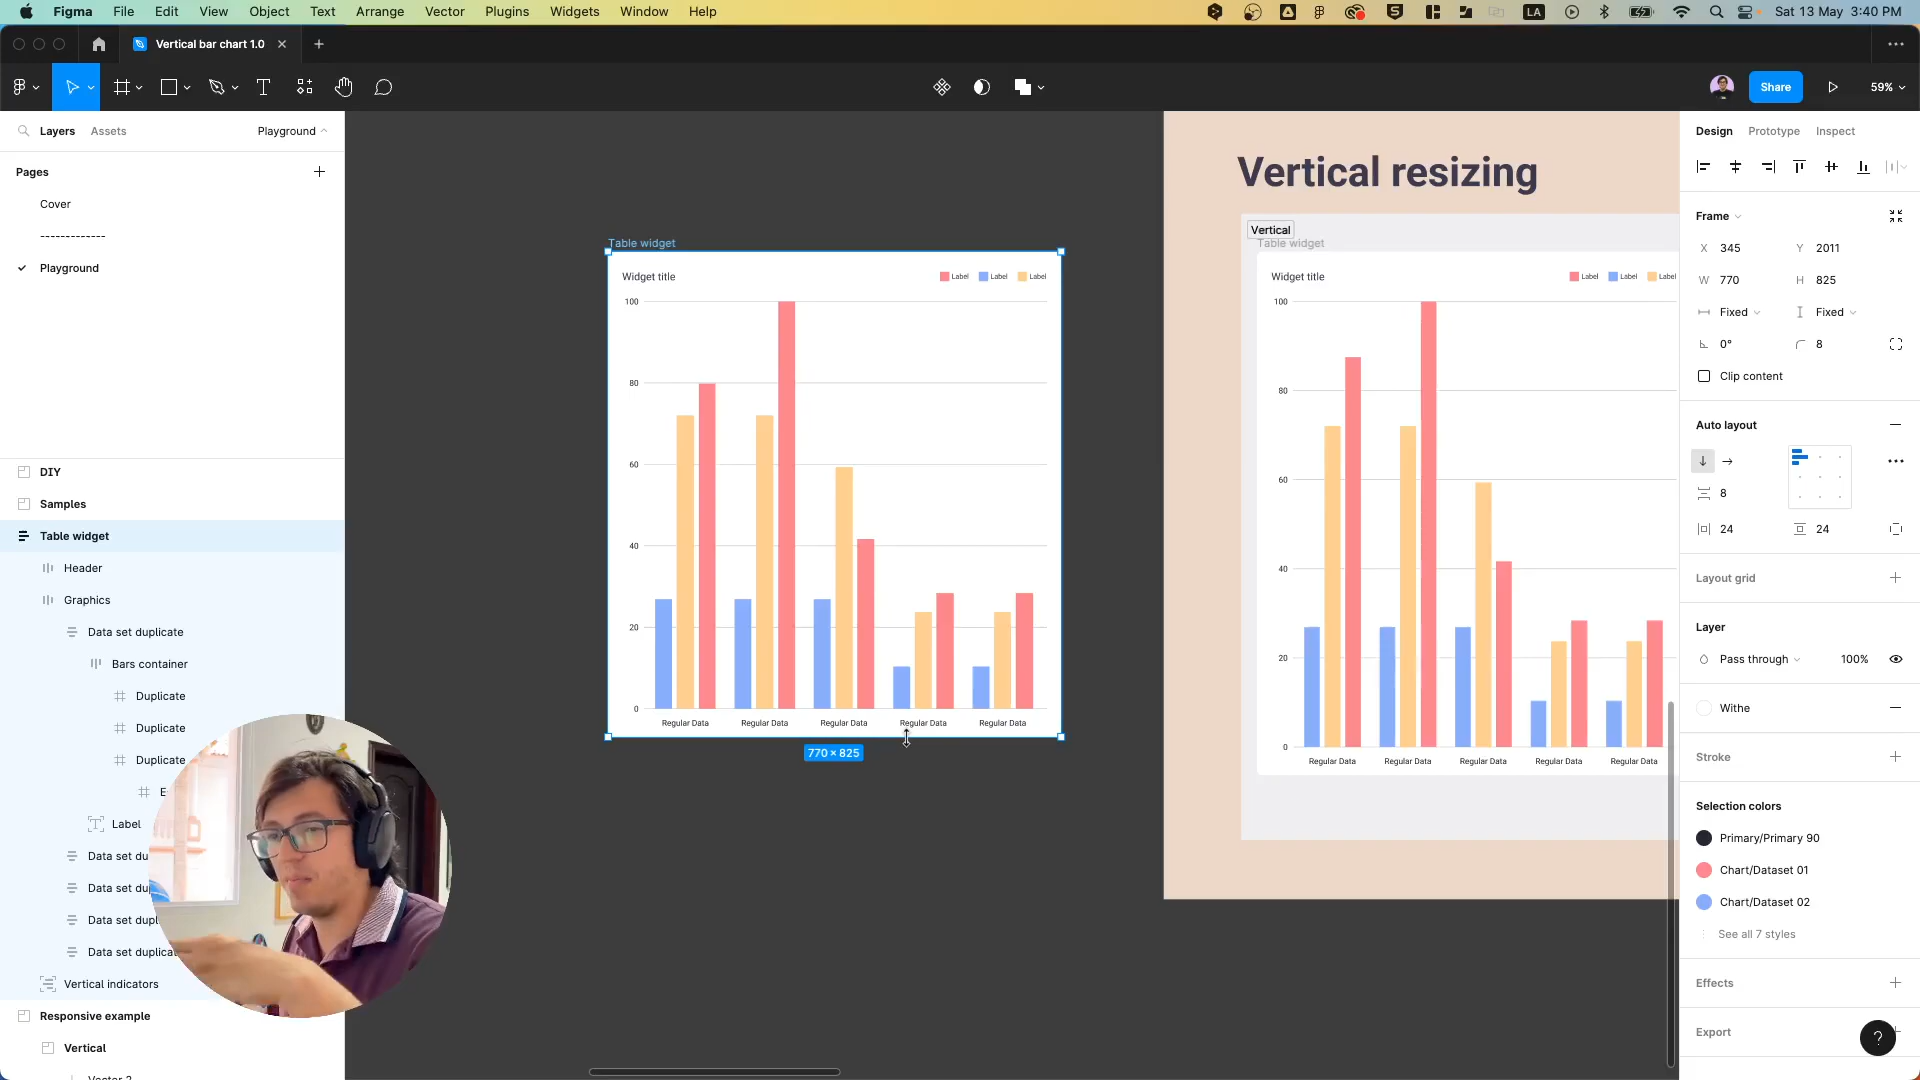 Figma File Edit View Object Text Arrange Vector Plugins Widgets Window Help
LA
Sat 13 May 3:40 PM
Vertical bar chart 1.0
Share
59%
Layers Assets Playground
Pages
Cover
-------------
Playground
DIY
Samples
Table widget
Header
Graphics
Data set duplicate
Bars container
Duplicate
Duplicate
Duplicate
E
Label
Data set du
Data set du
Data set dupl
Data set duplicat
Vertical indicators
Responsive example
Vertical
Vector 2
Table widget
Widget title
Label Label Label
100
80
60
40
20
0
Regular Data Regular Data Regular Data Regular Data Regular Data
770 × 825
Vertical resizing
Vertical
Table widget
Widget title
Label Label Label
100
80
60
40
20
0
Regular Data Regular Data Regular Data Regular Data Regular Data
Design Prototype Inspect
Frame
X 345 Y 2011
W 770 H 825
Fixed Fixed
0° 8
Clip content
Auto layout
8
24 24
Layout grid
Layer
Pass through 100%
Withe
Stroke
Selection colors
Primary/Primary 90
Chart/Dataset 01
Chart/Dataset 02
See all 7 styles
Effects
Export
?